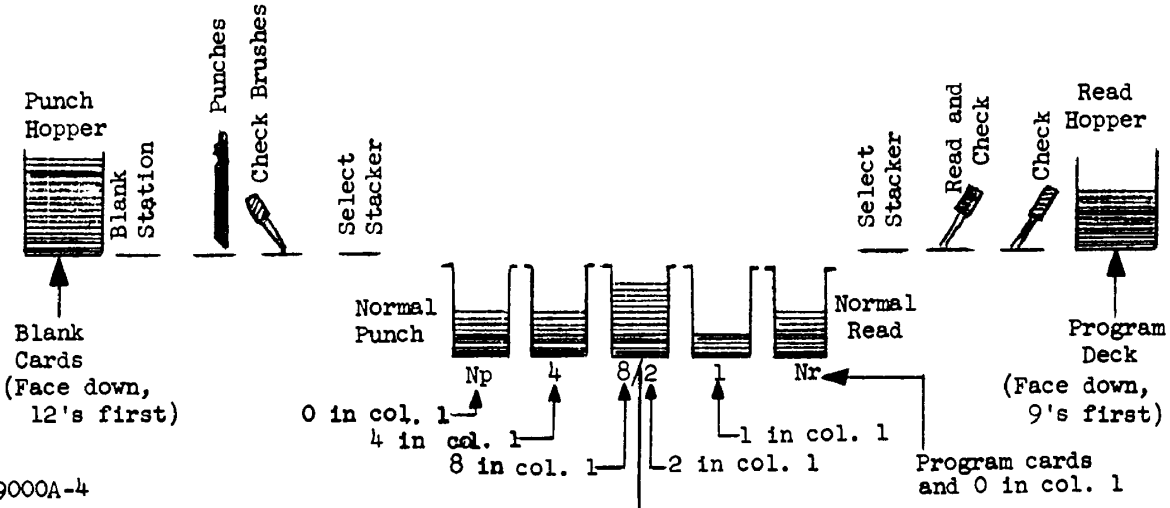 Punch
Hopper
Blank
Station
Punches
Check Brushes
Select
Stacker
Select
Stacker
Read and
Check
Check
Read
Hopper
Blank
Cards
(Face down,
12's first)
Normal
Punch
Normal
Read
Program
Deck
(Face down,
9's first)
Np
4
8
2
1
Nr
0 in col. 1
4 in col. 1
8 in col. 1
2 in col. 1
1 in col. 1
Program cards
and 0 in col. 1
9000A-4